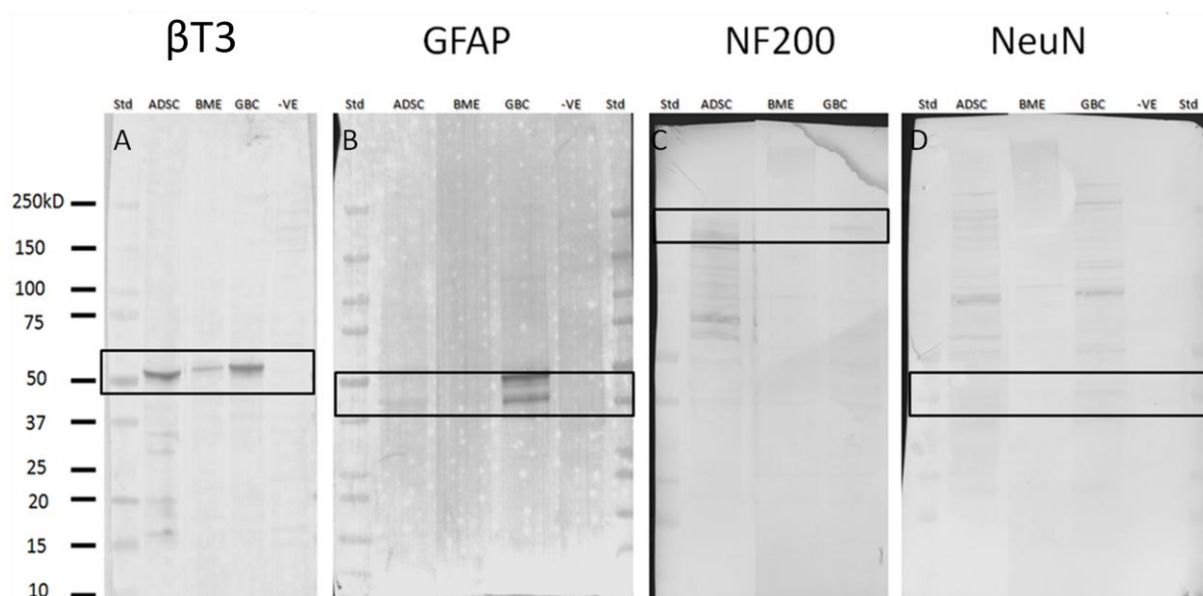 βT3 GFAP NF200 NeuN
Std ADSC BME GBC -VE Std ADSC BME GBC -VE Std Std ADSC BME GBC Std ADSC BME GBC -VE Std
A B C D
250kD
150
100
75
50
37
25
20
15
10